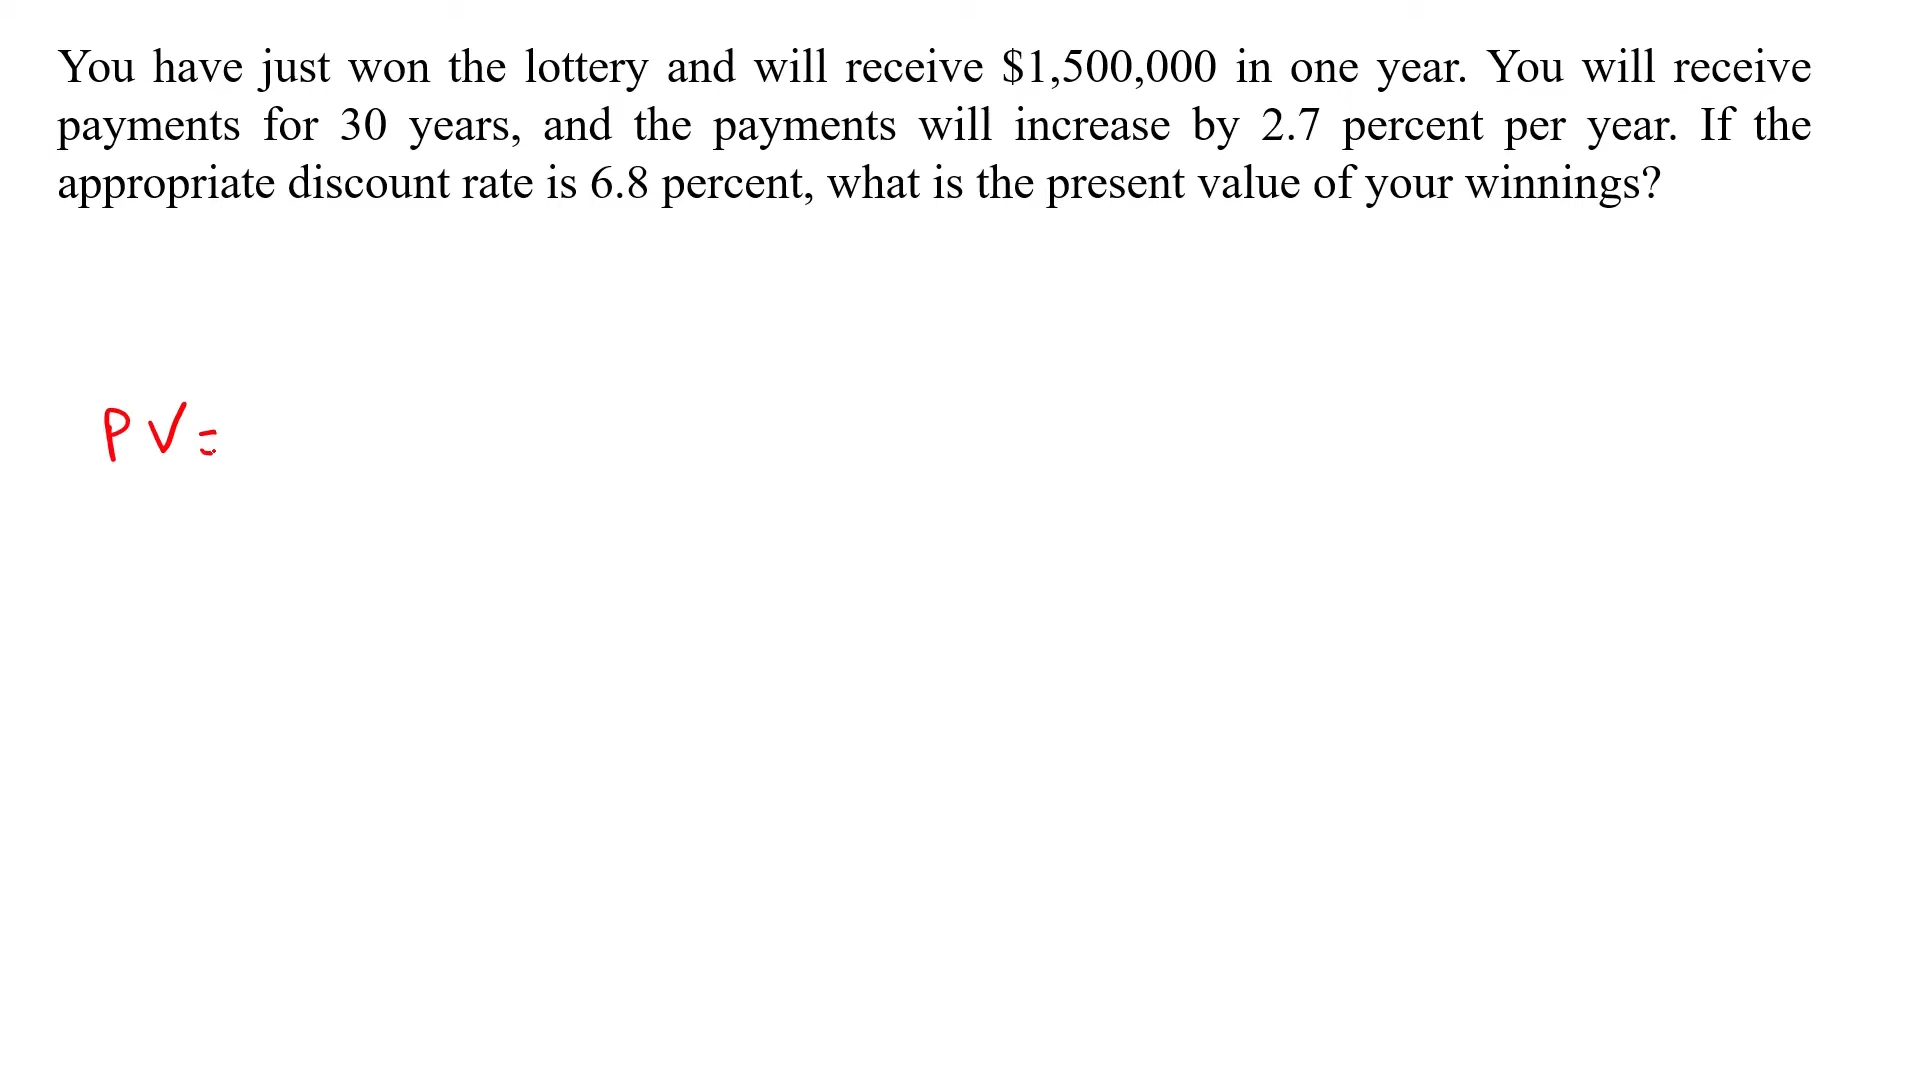 You have just won the lottery and will receive $1,500,000 in one year. You will receive
payments for 30 years, and the payments will increase by 2.7 percent per year. If the
appropriate discount rate is 6.8 percent, what is the present value of your winnings?
PV=